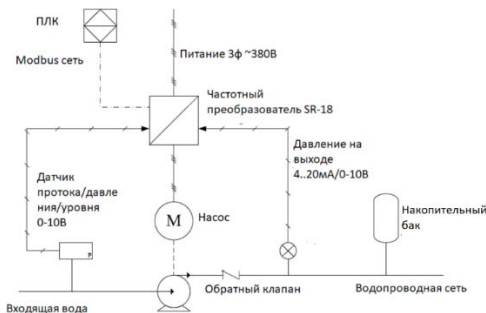 ПЛК
Modbus сеть
Питание 3ф ~380В
Частотный
преобразователь SR-18
Давление на
выходе
4..20мА/0-10В
Датчик
протока/давле
ния/уровня
0-10В
М
Насос
Накопительный
бак
P
Обратный клапан
Водопроводная сеть
Входящая вода